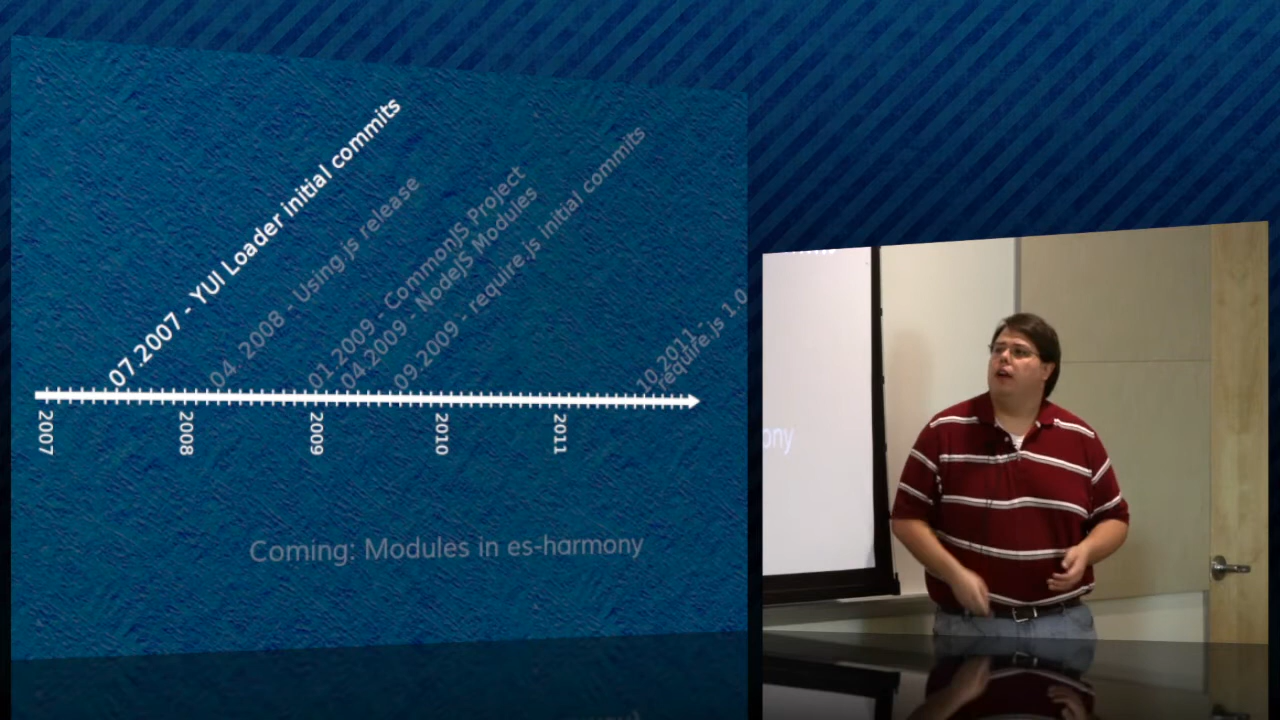 07.2007 - YUI Loader initial commits
04. 2008 - Using.js release
01.2009 - CommonJS Project
04.2009 - NodeJS Modules
09.2009 - require.js initial commits
10.2011 -
require.js 1.0
2007
2008
2009
2010
2011
Coming: Modules in es-harmony
ony